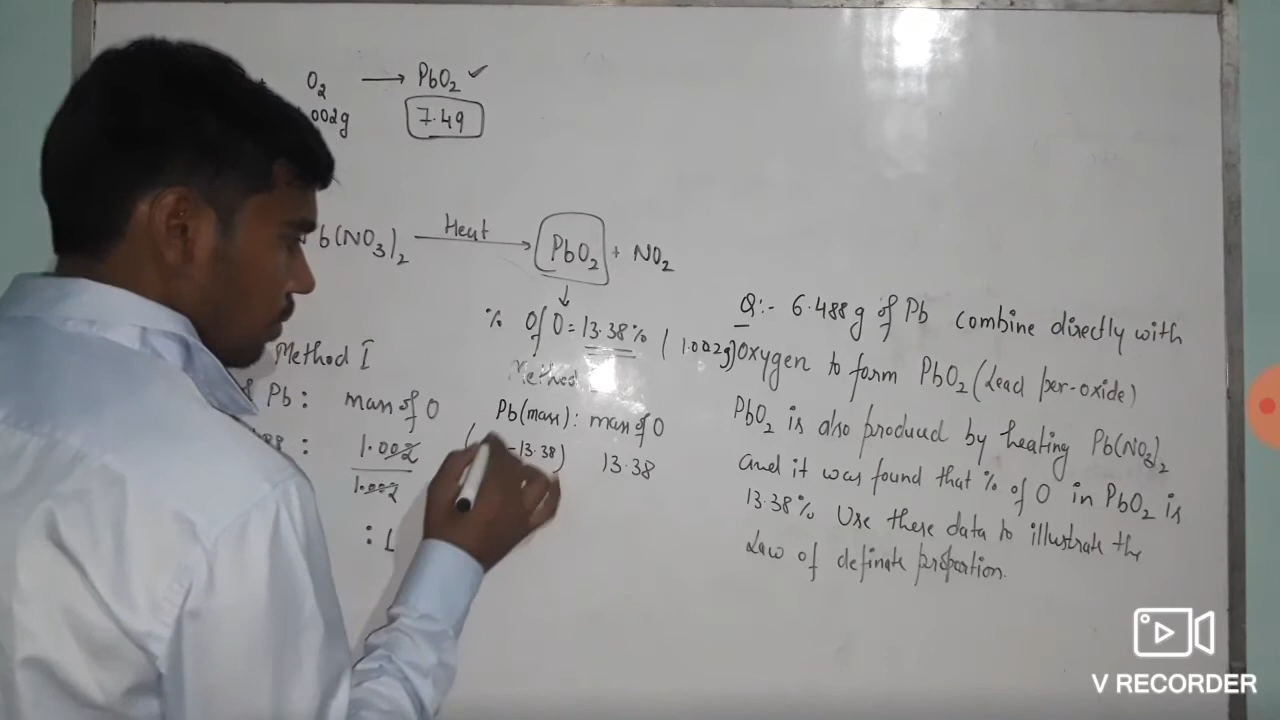 O₂ ⟶ PbO₂ ✓
002g 7.49
b(NO₃)₂ Heat ⟶ PbO₂ + NO₂
↓
% Of O = 13.38%
Method I
Pb : mass of O
1.002
1.002
: 1
Method
Pb(mass) : mass of O
-13.38) 13.38
Q:- 6.488g of Pb combine directly with
(1.002g) Oxygen to form PbO₂ (Lead per-oxide)
PbO₂ is also produced by heating Pb(NO₃)₂
and it was found that % of O in PbO₂ is
13.38% Use these data to illustrate the
Law of definate proportion.
V RECORDER